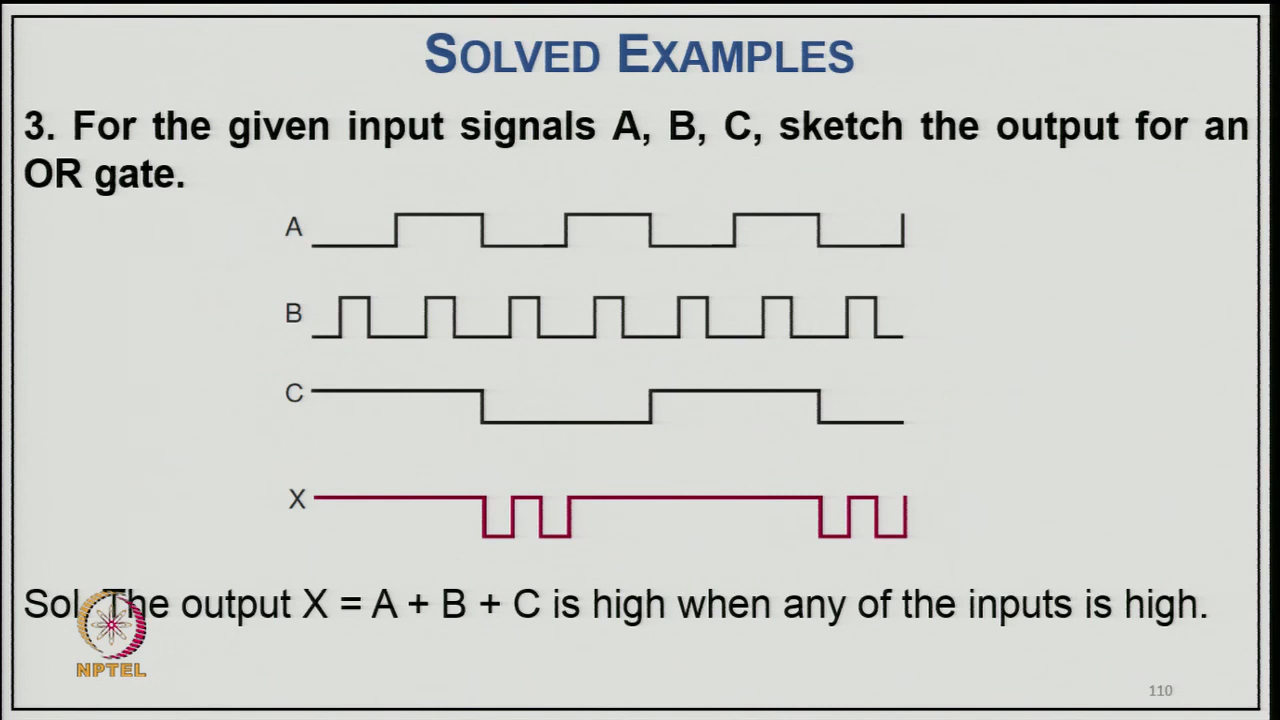 SOLVED EXAMPLES
3. For the given input signals A, B, C, sketch the output for an
OR gate.
A
B
C
X
Sol. The output X = A + B + C is high when any of the inputs is high.
NPTEL
110